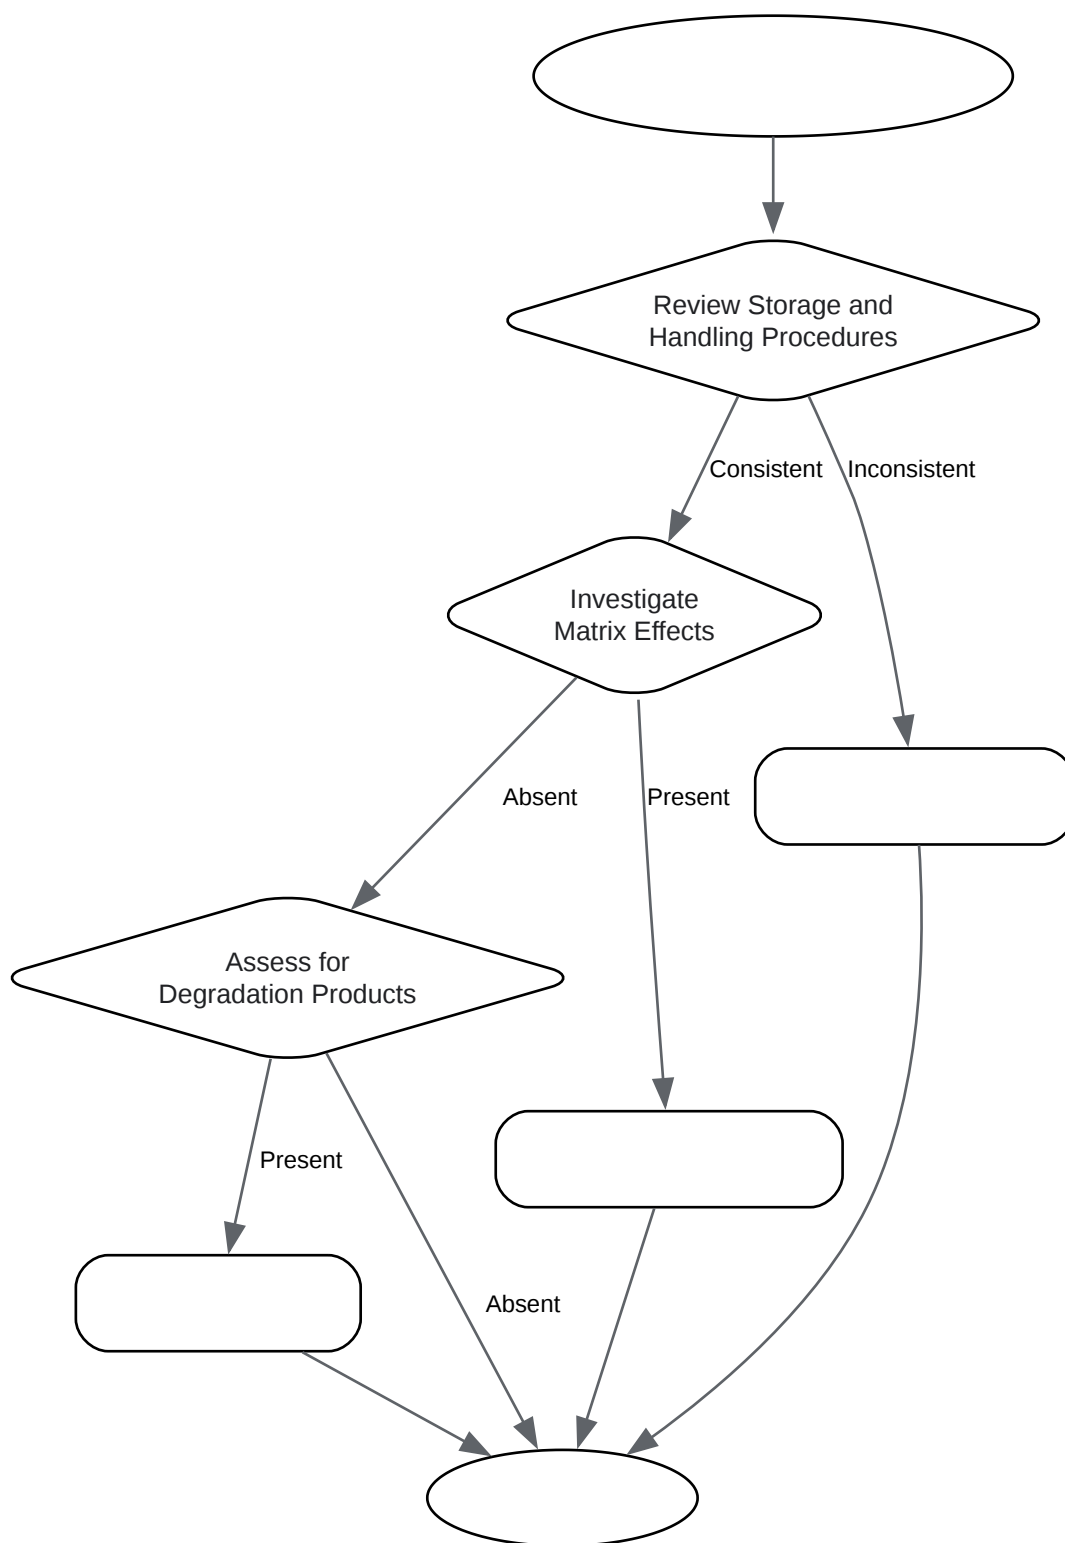 Review Storage and
Handling Procedures
Consistent
Inconsistent
Investigate
Matrix Effects
Absent
Present
Assess for
Degradation Products
Present
Absent